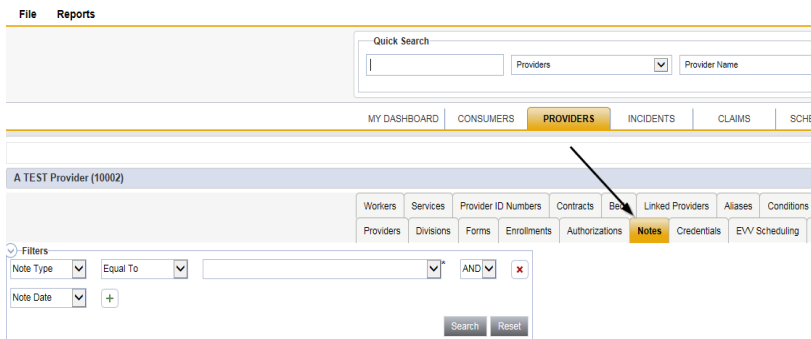 File Reports
Quick Search
Providers Provider Name
MY DASHBOARD CONSUMERS PROVIDERS INCIDENTS CLAIMS
A TEST Provider (10002)
Workers Services Provider ID Numbers Contracts Linked Providers Aliases Conditions
Providers Divisions Forms Enrollments Authorizations Notes Credentials EVV Scheduling
Filters
Note Type Equal To * AND
Note Date
Search Reset